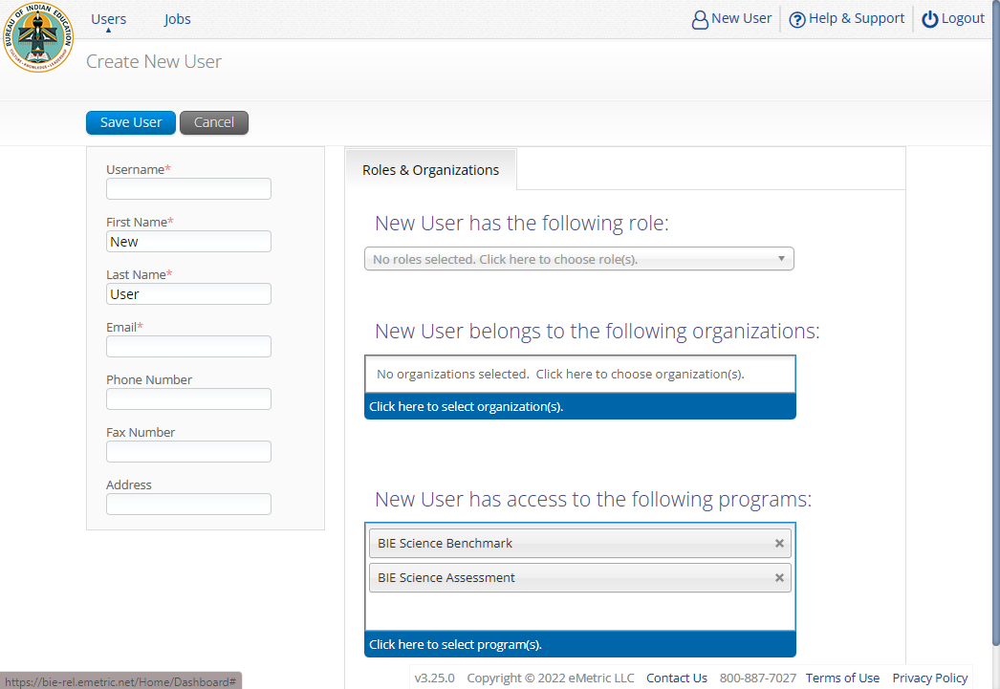 BUREAU OF INDIAN EDUCATION
CULTURE • KNOWLEDGE • LEADERSHIP
Users
Jobs
New User
Help & Support
Logout
Create New User
Save User
Cancel
Username*
First Name*
New
Last Name*
User
Email*
Phone Number
Fax Number
Address
Roles & Organizations
New User has the following role:
No roles selected. Click here to choose role(s).
New User belongs to the following organizations:
No organizations selected.  Click here to choose organization(s).
Click here to select organization(s).
New User has access to the following programs:
BIE Science Benchmark
BIE Science Assessment
Click here to select program(s).
https://bie-rel.emetric.net/Home/Dashboard#
v3.25.0 Copyright © 2022 eMetric LLC Contact Us 800-887-7027 Terms of Use Privacy Policy